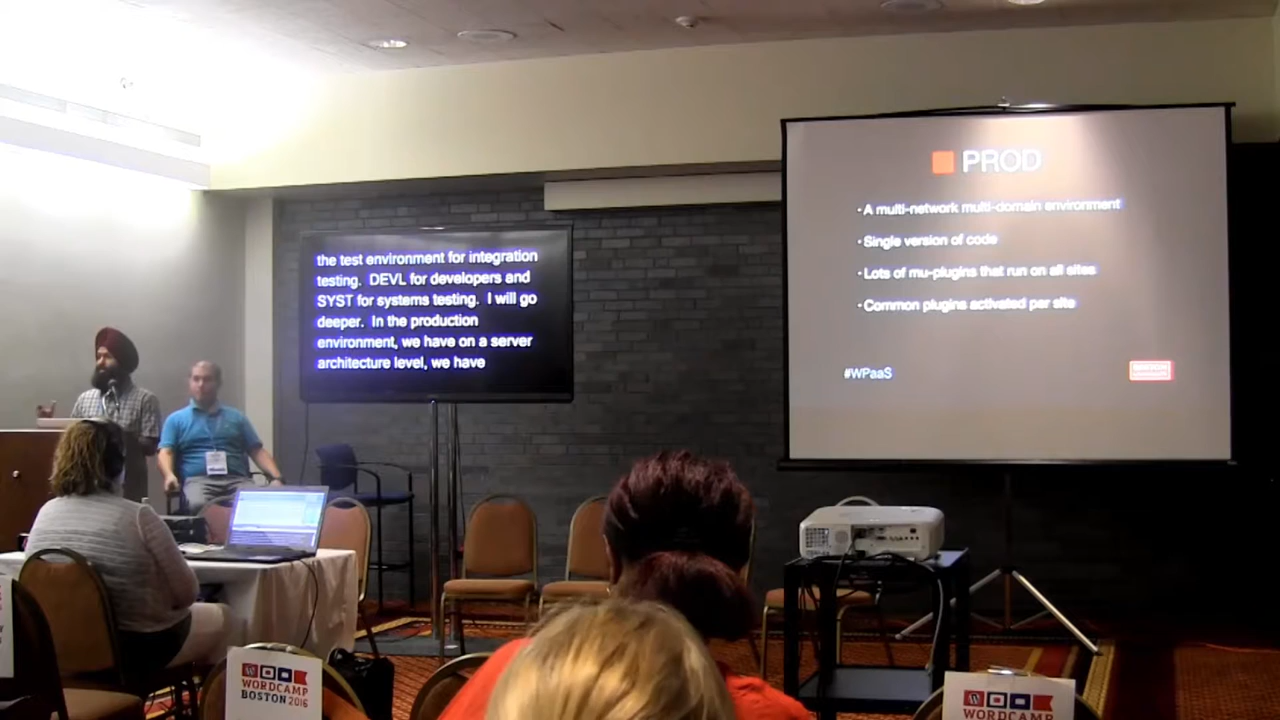 the test environment for integration
testing. DEVL for developers and
SYST for systems testing. I will go
deeper. In the production
environment, we have on a server
architecture level, we have
PROD
· A multi-network multi-domain environment
· Single version of code
· Lots of mu-plugins that run on all sites
· Common plugins activated per site
#WPaaS
WORDCAMP
BOSTON 2016
WORDCAMP